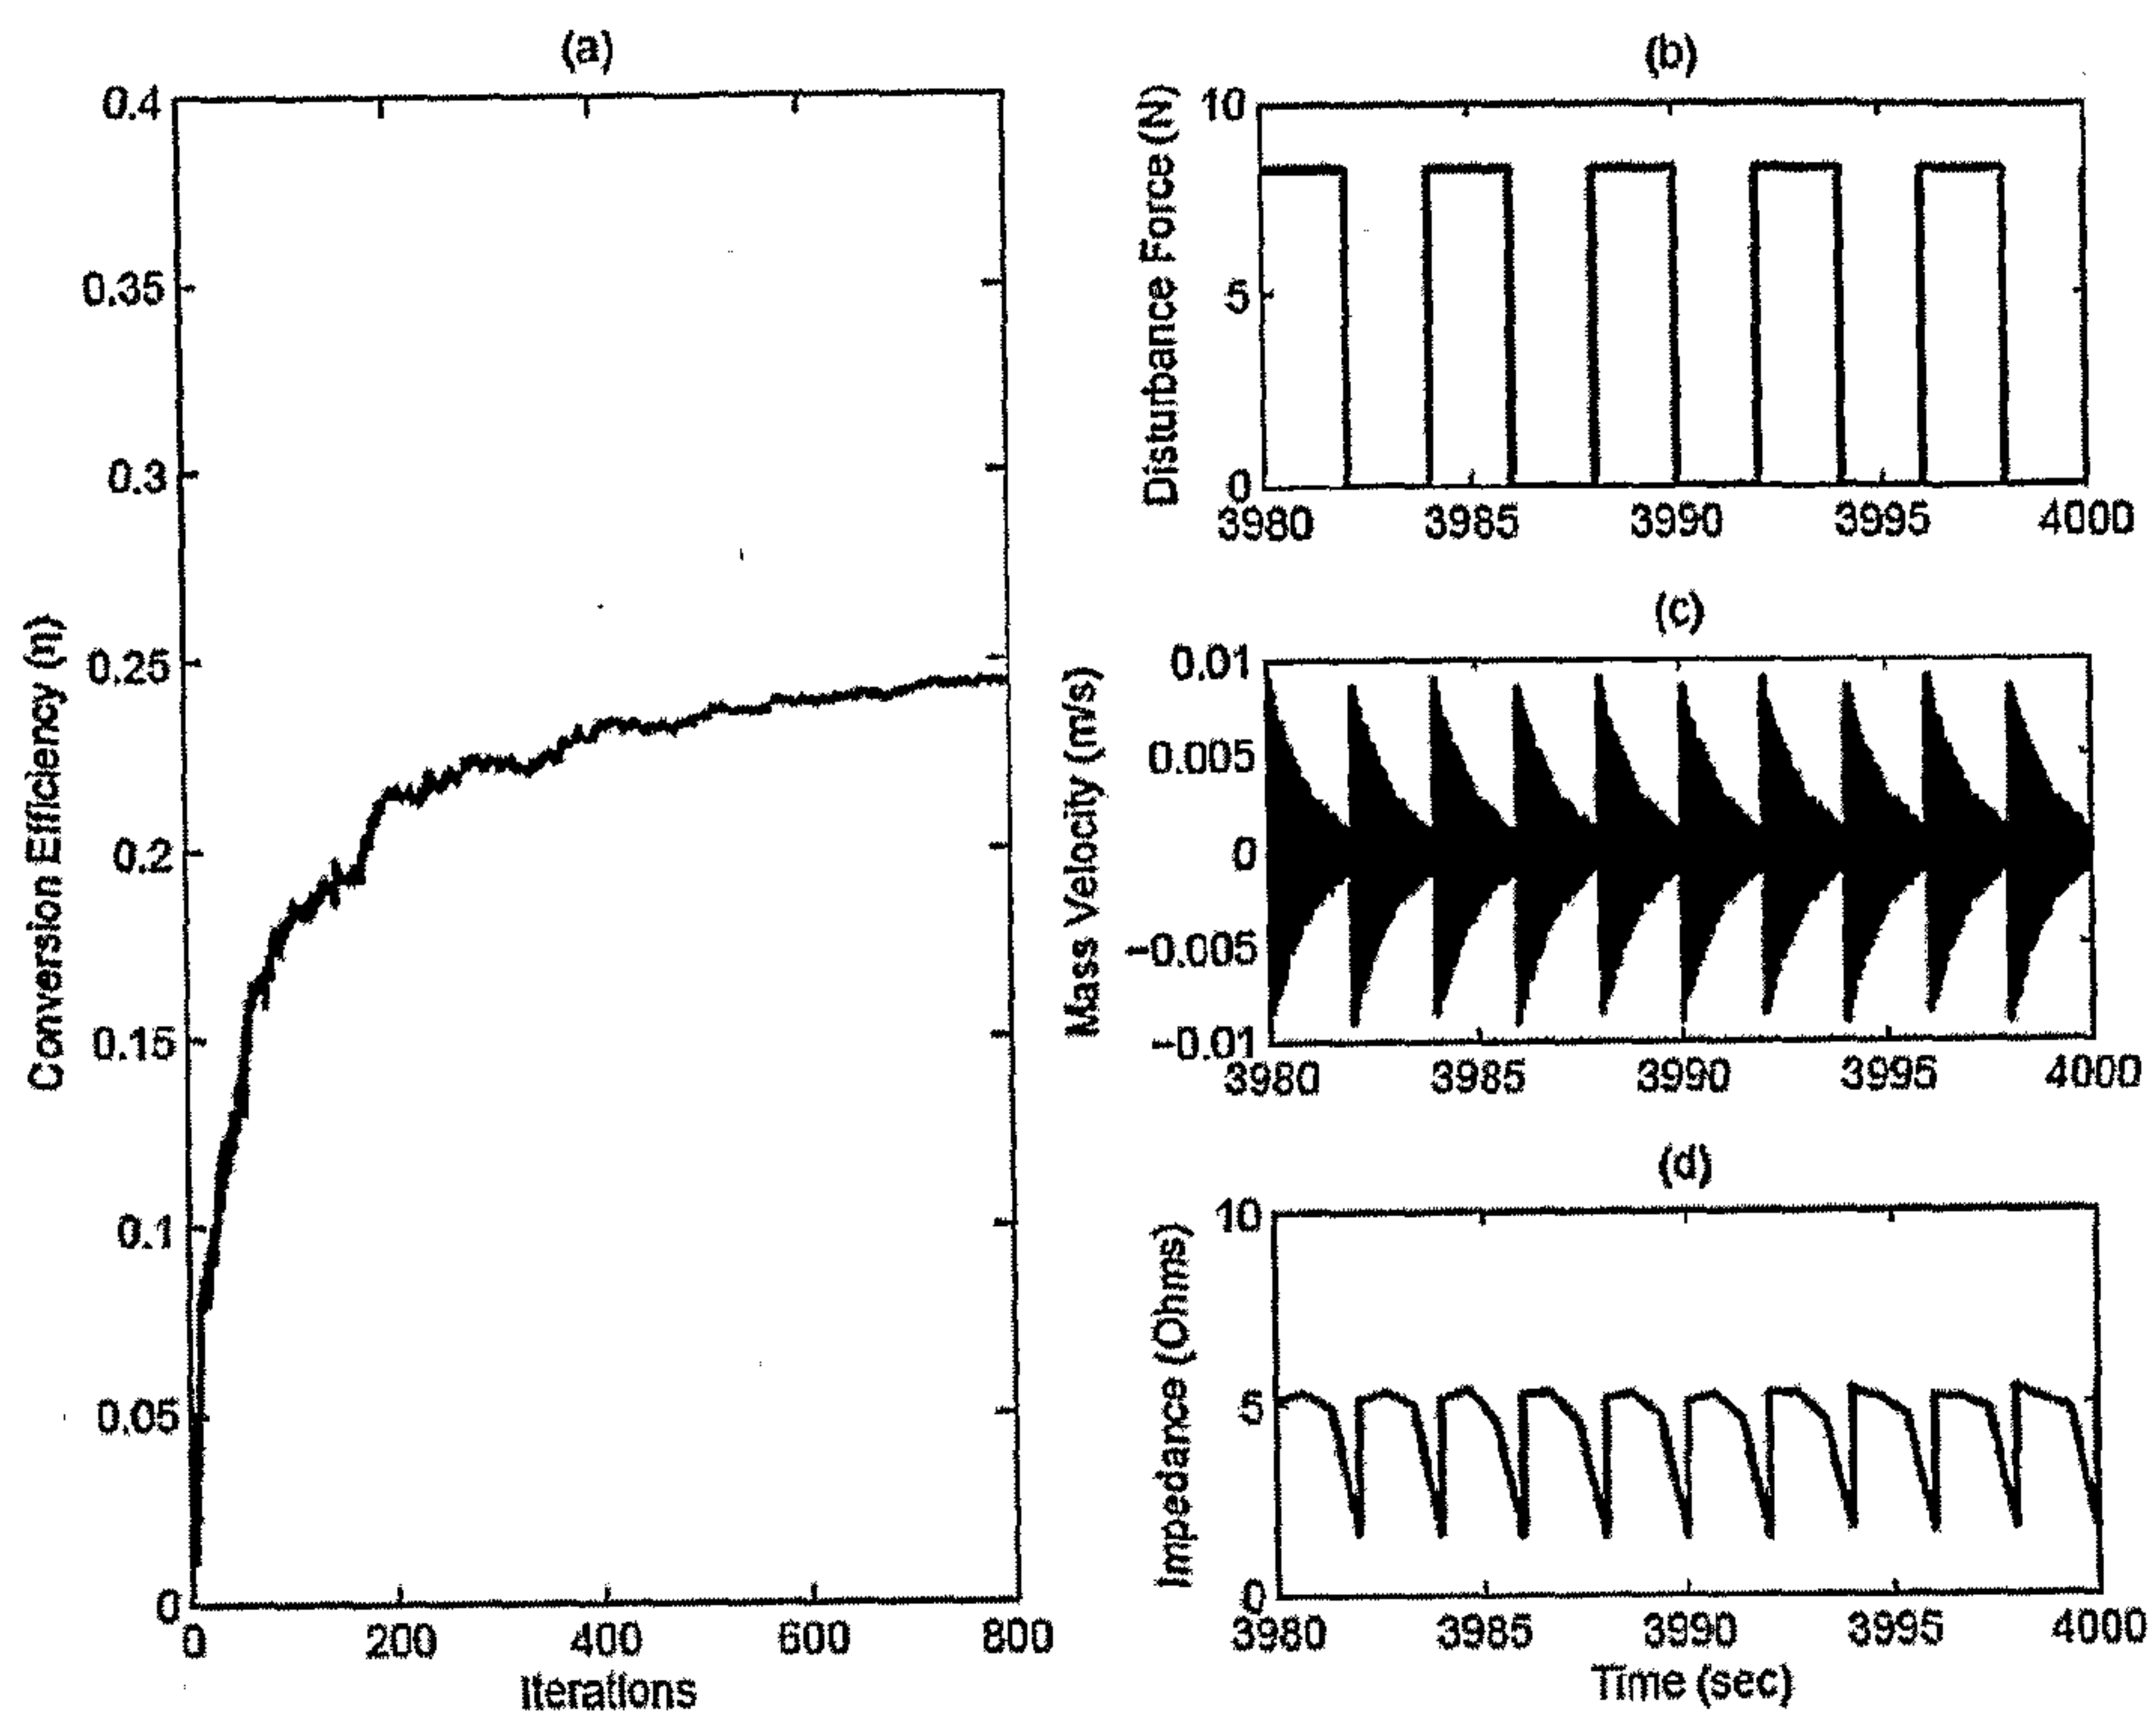 (a)
0.4
0.35
0.3
0.25
0.2
0.15
0.1
0.05
0
Conversion Efficiency (η)
0 200 400 600 800
Iterations
(b)
10
5
0
Disturbance Force (N)
3980 3985 3990 3995 4000
(c)
0.01
0.005
0
-0.005
-0.01
Mass Velocity (m/s)
3980 3985 3990 3995 4000
(d)
10
5
0
Impedance (Ohms)
3980 3985 3990 3995 4000
Time (sec)